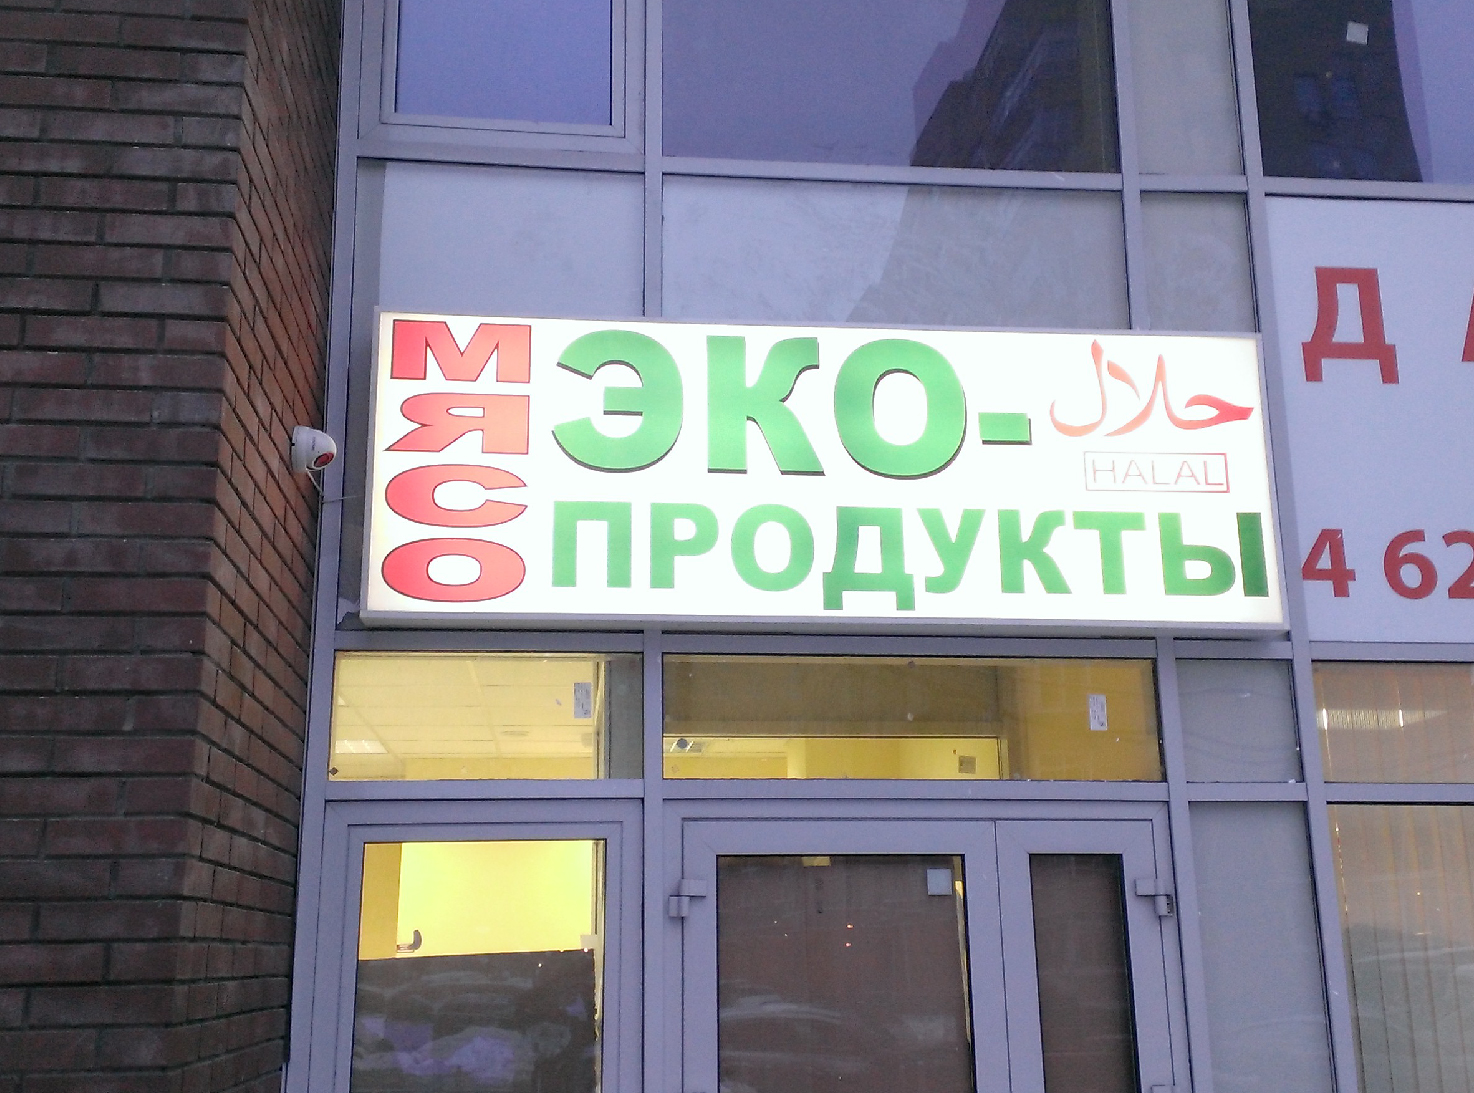 МЯСО
ЭКО-
ПРОДУКТЫ
حلال
HALAL
Д
4 62